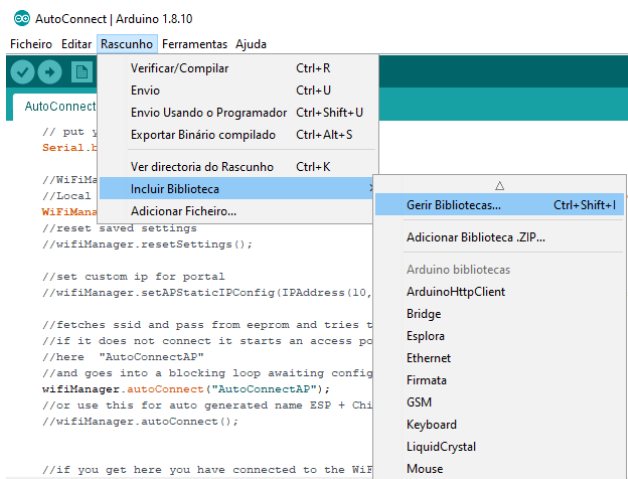 AutoConnect | Arduino 1.8.10
Ficheiro Editar Rascunho Ferramentas Ajuda
Verificar/Compilar Ctrl+R
Envio Ctrl+U
Envio Usando o Programador Ctrl+Shift+U
Exportar Binário compilado Ctrl+Alt+S
Ver directoria do Rascunho Ctrl+K
Incluir Biblioteca
Adicionar Ficheiro...
Gerir Bibliotecas... Ctrl+Shift+I
Adicionar Biblioteca .ZIP...
Arduino bibliotecas
ArduinoHttpClient
Bridge
Esplora
Ethernet
Firmata
GSM
Keyboard
LiquidCrystal
Mouse
AutoConnect
// put y
Serial.b
//WiFiMa
//Local
WiFiMana
//reset saved settings
//wifiManager.resetSettings();
//set custom ip for portal
//wifiManager.setAPStaticIPConfig(IPAddress(10,
//fetches ssid and pass from eeprom and tries t
//if it does not connect it starts an access po
//here "AutoConnectAP"
//and goes into a blocking loop awaiting config
wifiManager.autoConnect("AutoConnectAP");
//or use this for auto generated name ESP + Chi
//wifiManager.autoConnect();
//if you get here you have connected to the WiF